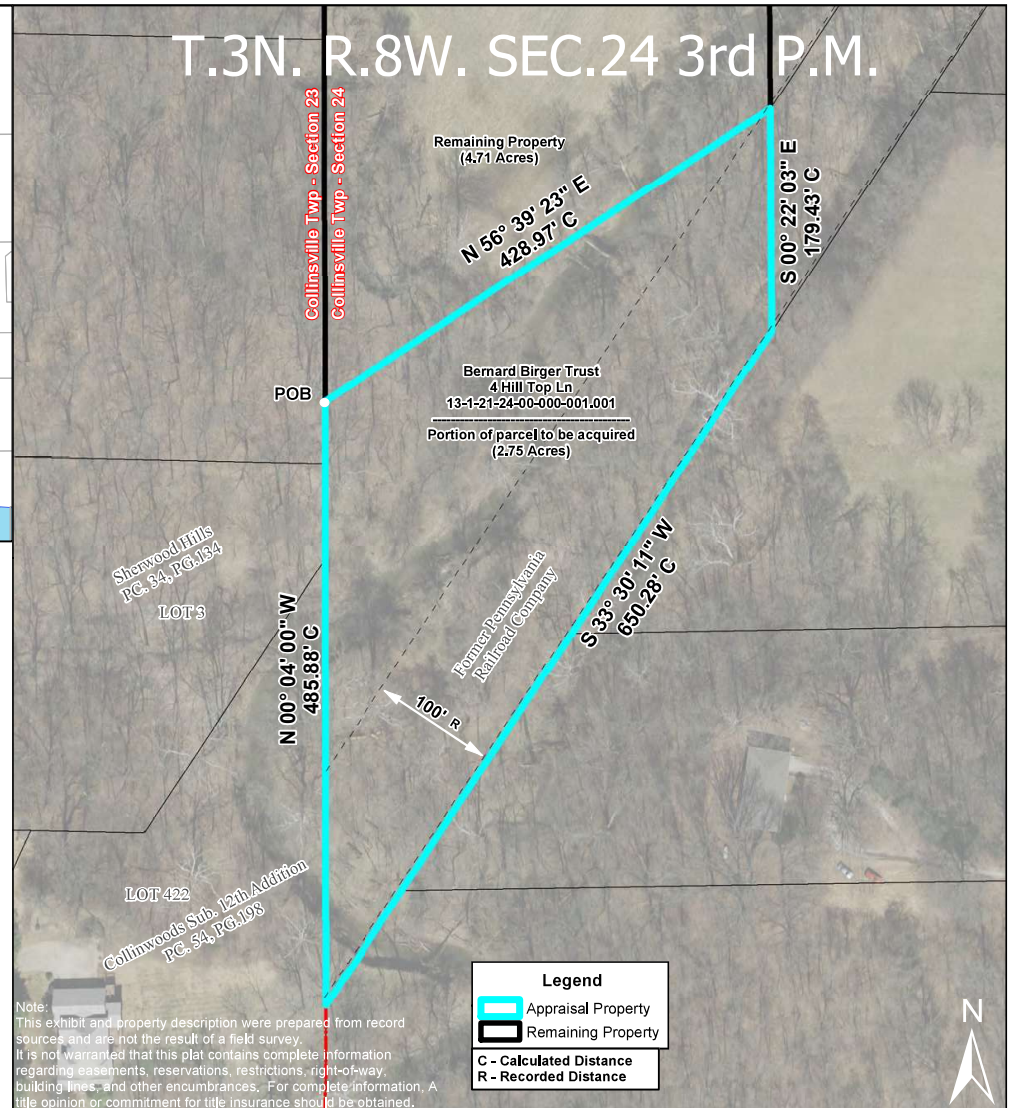 T.3N. R.8W. SEC.24 3rd P.M.
Collinsville Twp - Section 23
Collinsville Twp - Section 24
Remaining Property
(4.71 Acres)
N 56° 39' 23" E
428.97' C
S 00° 22' 03" E
179.43' C
POB
Bernard Birger Trust
4 Hill Top Ln
13-1-21-24-00-000-001.001
Portion of parcel to be acquired
(2.75 Acres)
Sherwood Hills
PC. 34, PG.134
LOT 3
N 00° 04' 00" W
485.88' C
Former Pennsylvania
Railroad Company
S 33° 30' 11" W
650.28' C
100' R
LOT 422
Collinwoods Sub. 12th Addition
PC. 54, PG.198
Legend
Appraisal Property
Remaining Property
C - Calculated Distance
R - Recorded Distance
N
Note:
This exhibit and property description were prepared from record
sources and are not the result of a field survey.
It is not warranted that this plat contains complete information
regarding easements, reservations, restrictions, right-of-way,
building lines, and other encumbrances. For complete information, A
title opinion or commitment for title insurance should be obtained.